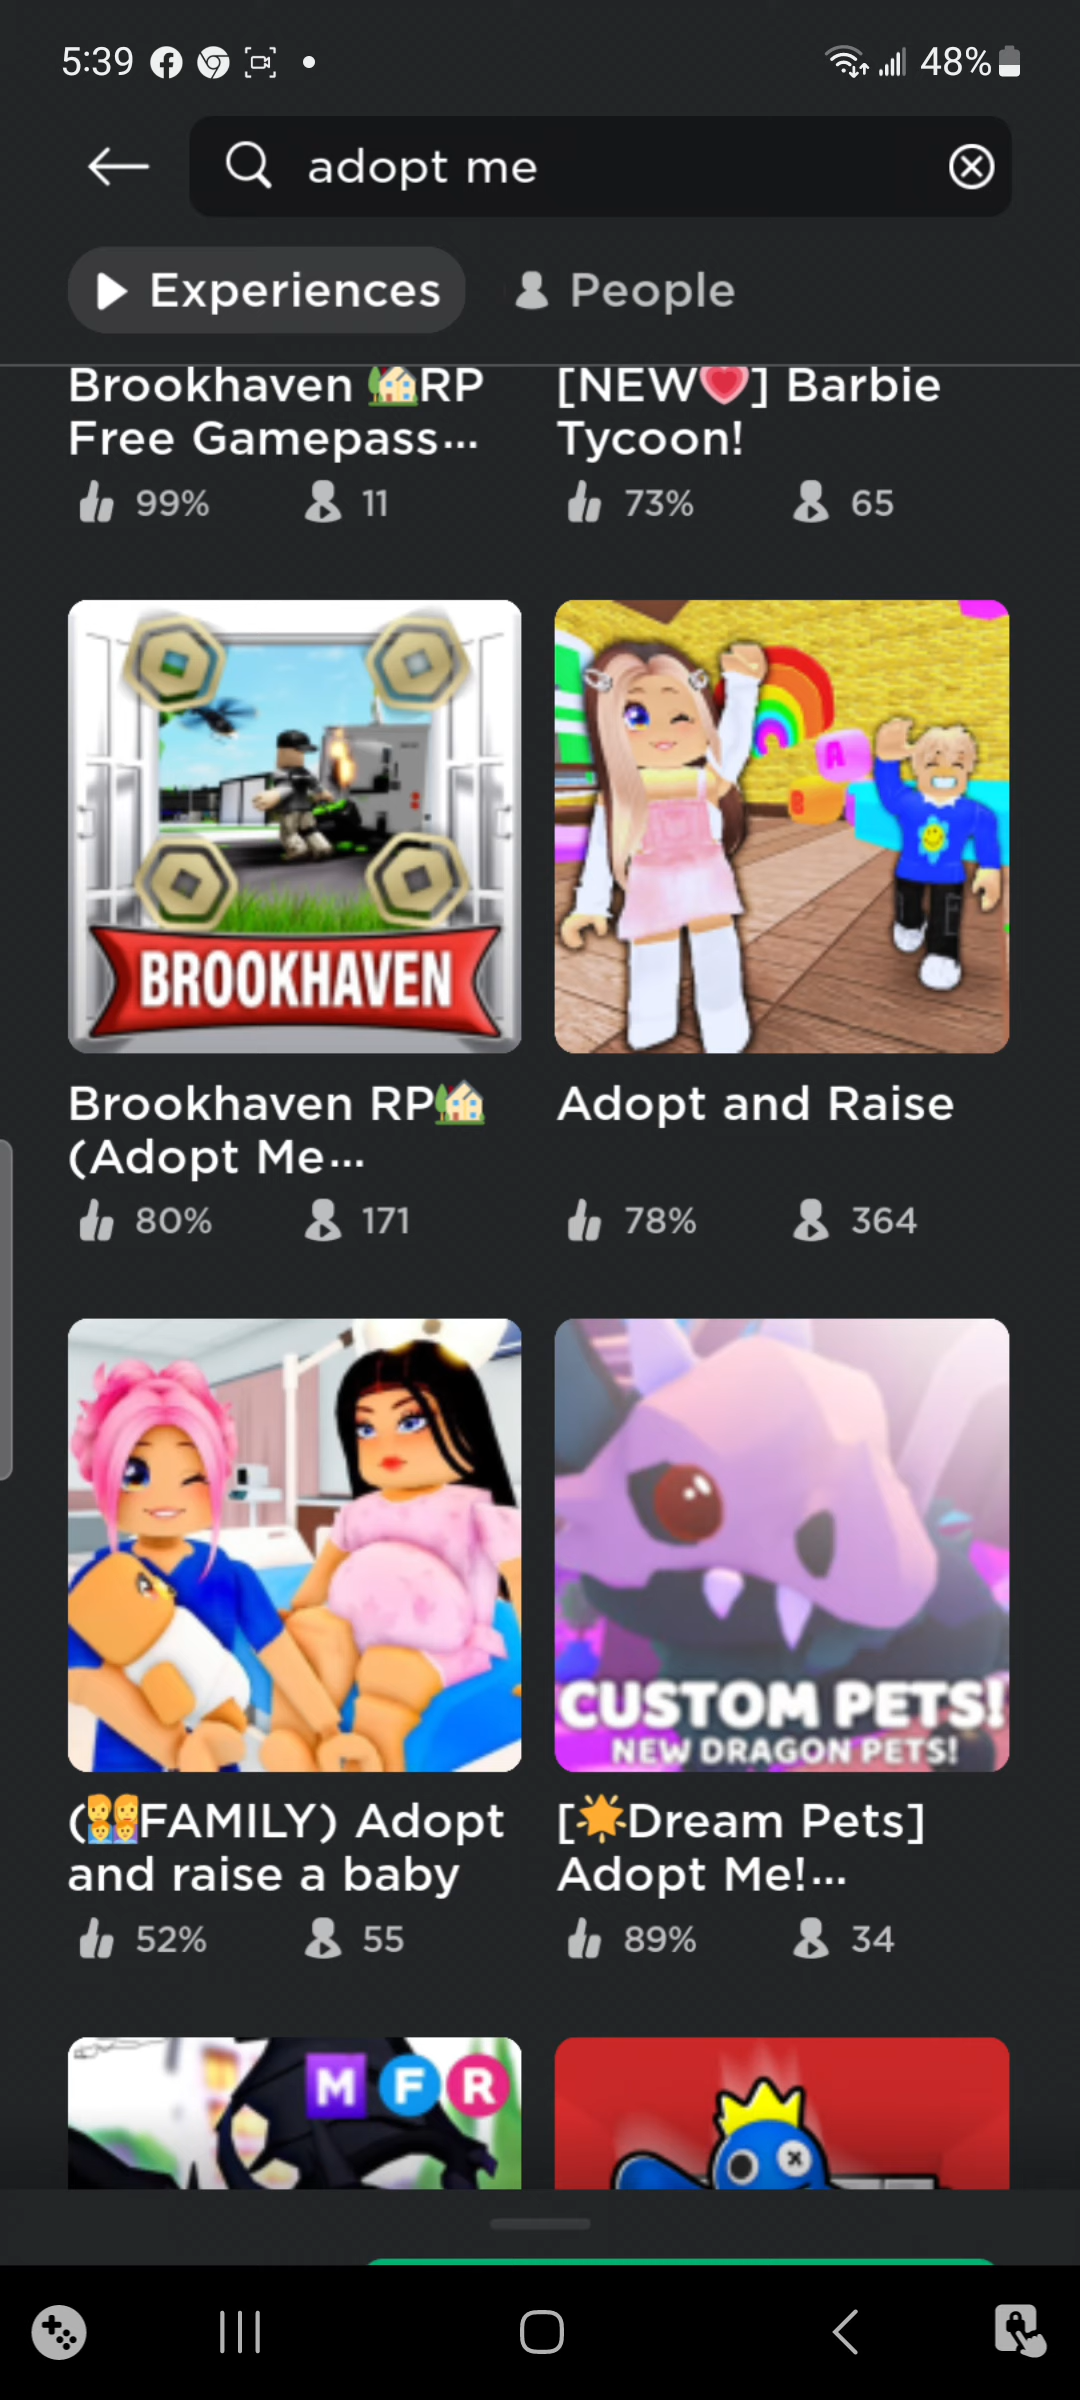 5:39
48%
adopt me
Experiences
People
Brookhaven 🏡RP
Free Gamepass...
99%
11
[NEW💗] Barbie
Tycoon!
73%
65
BROOKHAVEN
A
B
Brookhaven RP🏡
(Adopt Me...
80%
171
Adopt and Raise
78%
364
CUSTOM PETS!
NEW DRAGON PETS!
(👨‍👩‍👧‍👦FAMILY) Adopt
and raise a baby
52%
55
[🌟Dream Pets]
Adopt Me!...
89%
34
M F R